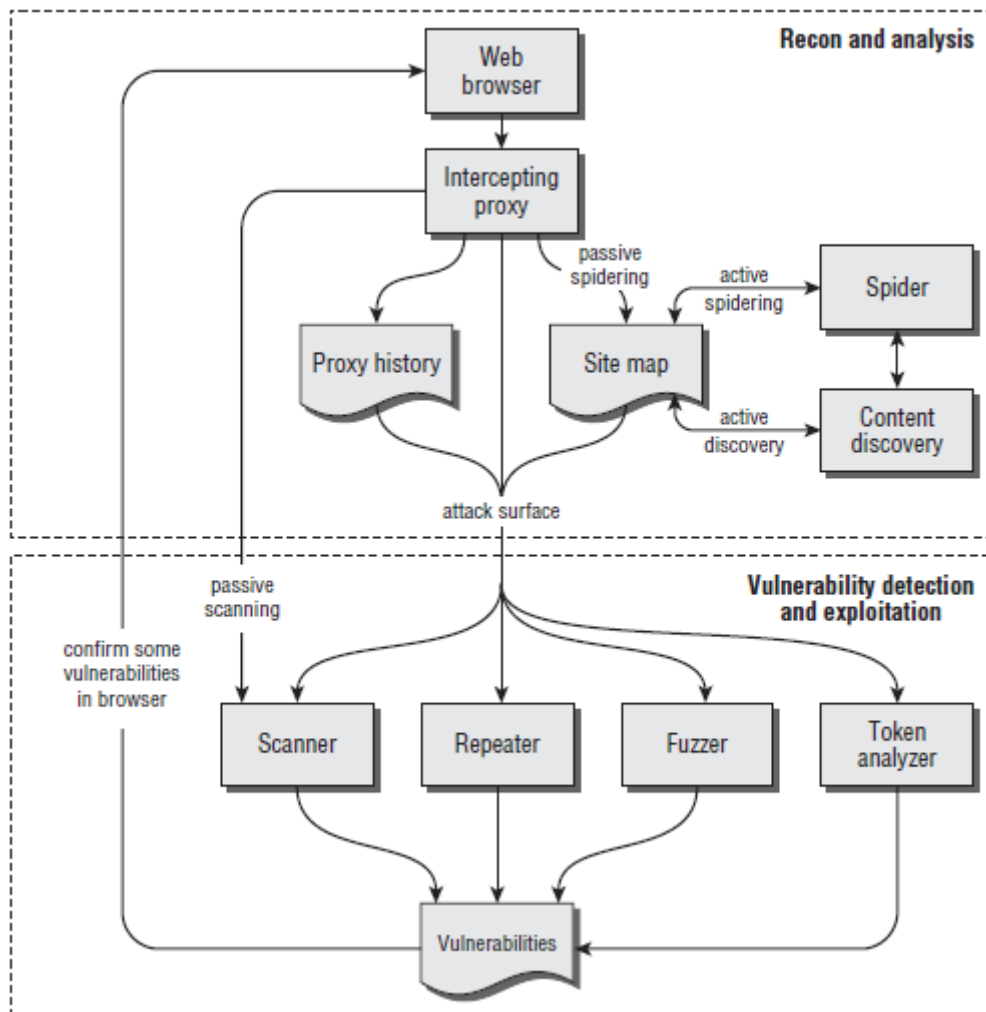 Recon and analysis
Web
browser
Intercepting
proxy
passive
spidering
active
spidering
Spider
Proxy history
Site map
active
discovery
Content
discovery
attack surface
Vulnerability detection
and exploitation
passive
scanning
confirm some
vulnerabilities
in browser
Scanner
Repeater
Fuzzer
Token
analyzer
Vulnerabilities